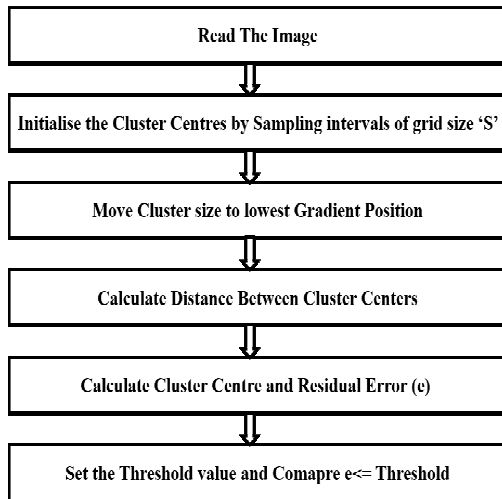 Read The Image
Initialise the Cluster Centres by Sampling intervals of grid size ‘S’
Move Cluster size to lowest Gradient Position
Calculate Distance Between Cluster Centers
Calculate Cluster Centre and Residual Error (e)
Set the Threshold value and Comapre e<= Threshold